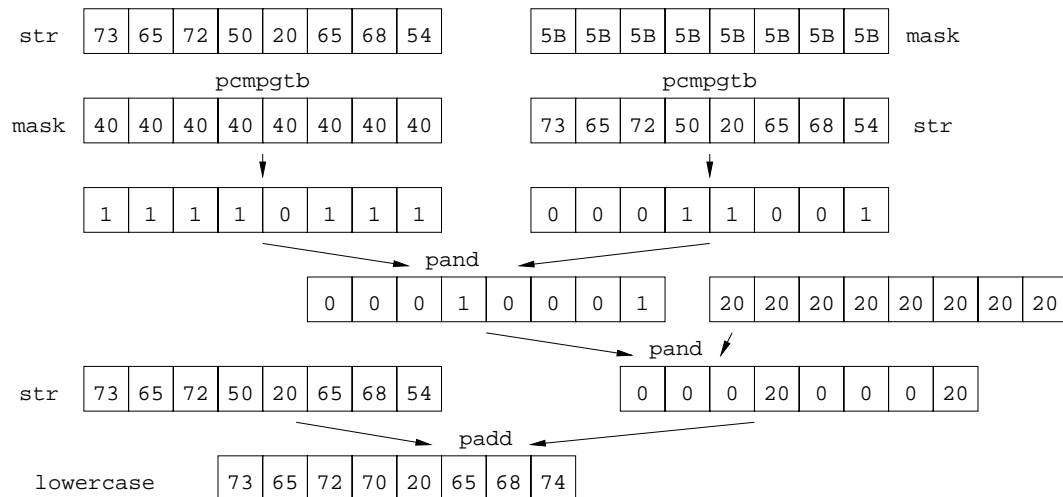 str 73 65 72 50 20 65 68 54 5B 5B 5B 5B 5B 5B 5B 5B mask
pcmpgtb pcmpgtb
mask 40 40 40 40 40 40 40 40 73 65 72 50 20 65 68 54 str
1 1 1 1 0 1 1 1 0 0 0 1 1 0 0 1
pand
0 0 0 1 0 0 0 1 20 20 20 20 20 20 20 20
pand
str 73 65 72 50 20 65 68 54 0 0 0 20 0 0 0 20
padd
lowercase 73 65 72 70 20 65 68 74